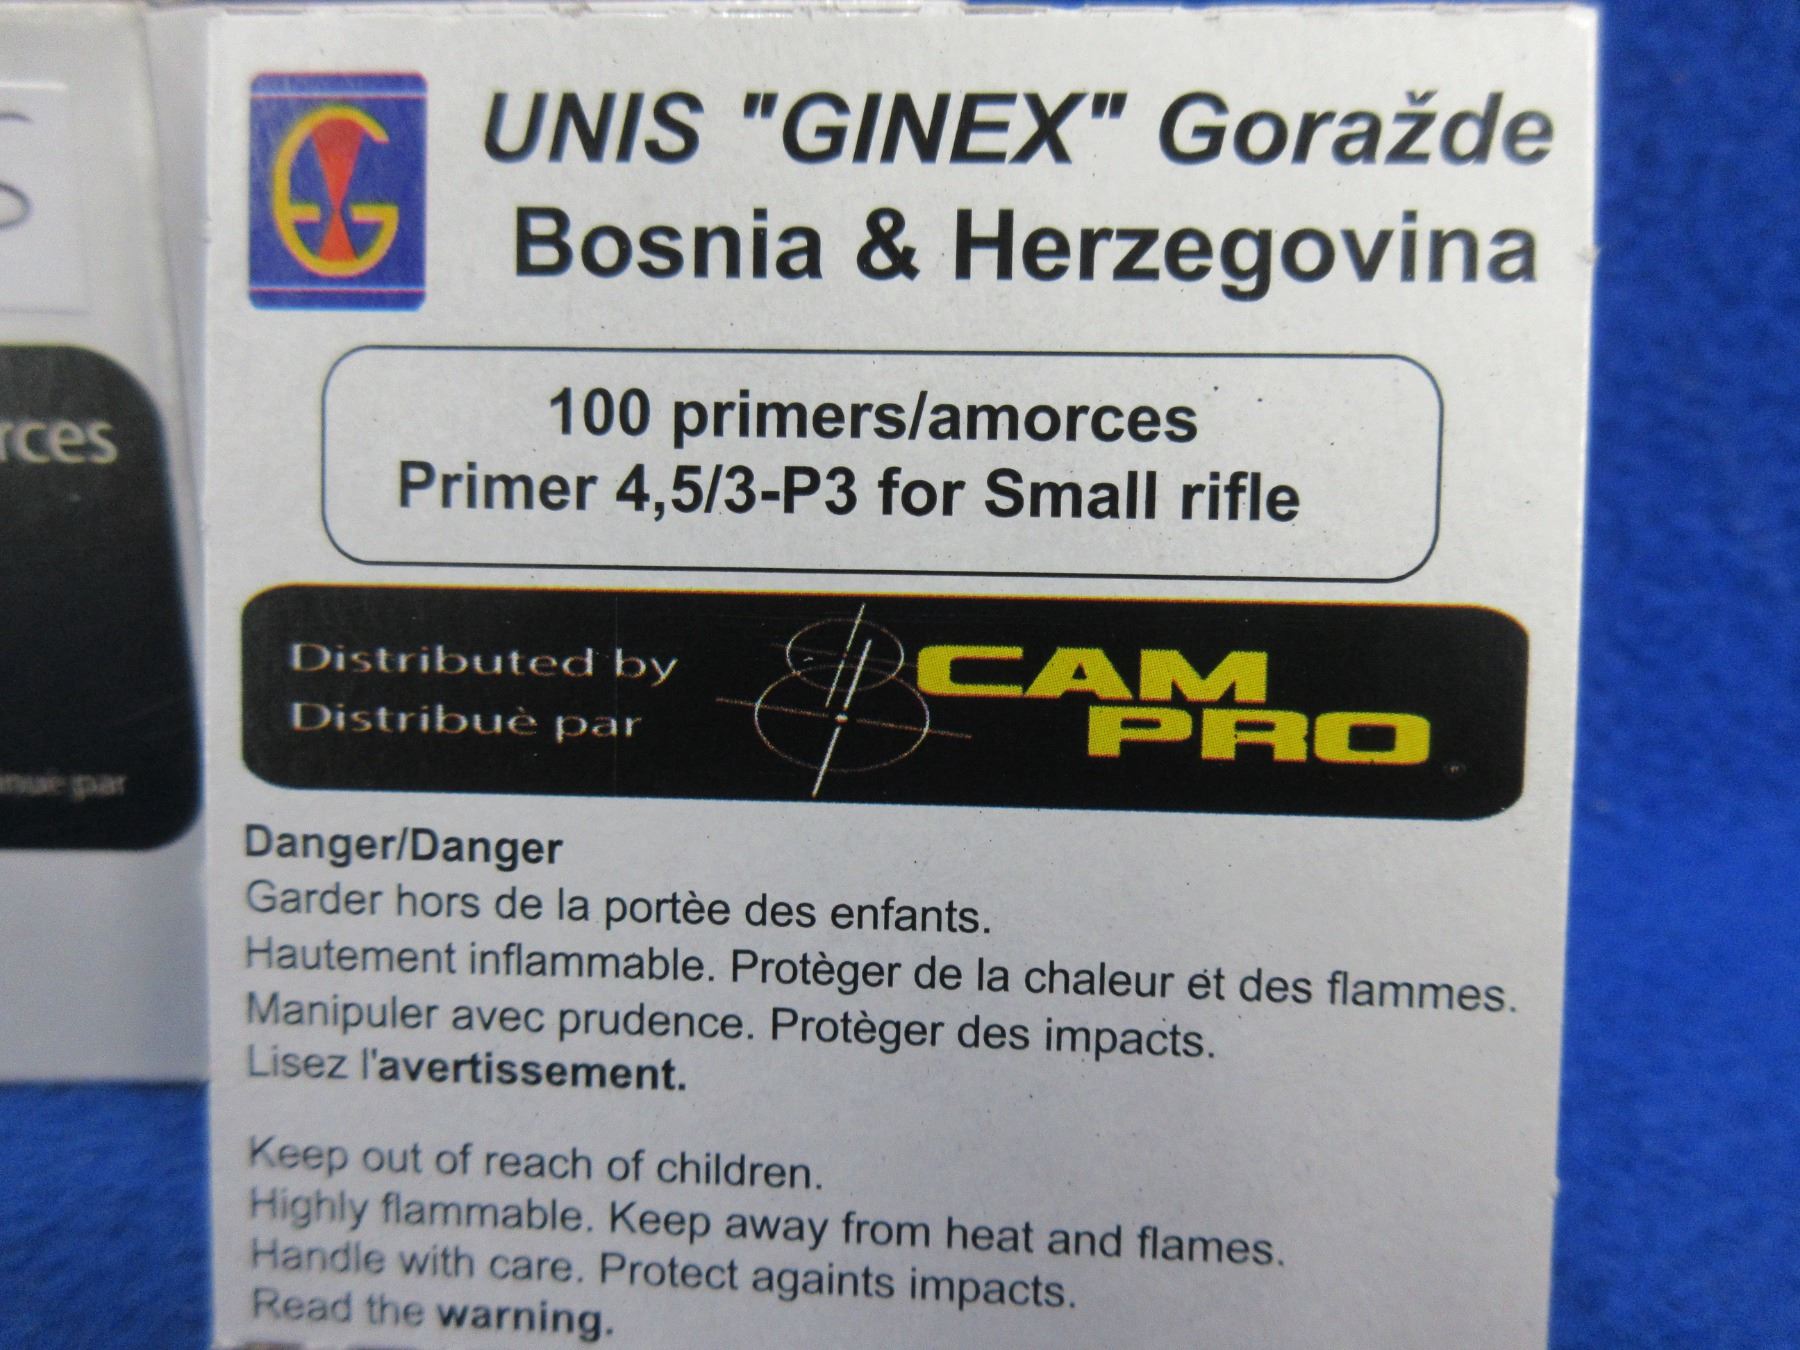 UNIS "GINEX" Goražde
Bosnia & Herzegovina
100 primers/amorces
Primer 4,5/3-P3 for Small rifle
Distributed by
Distribuè par
CAM
PRO
Danger/Danger
Garder hors de la portèe des enfants.
Hautement inflammable. Protèger de la chaleur et des flammes.
Manipuler avec prudence. Protèger des impacts.
Lisez l'avertissement.
Keep out of reach of children.
Highly flammable. Keep away from heat and flames.
Handle with care. Protect againts impacts.
Read the warning.